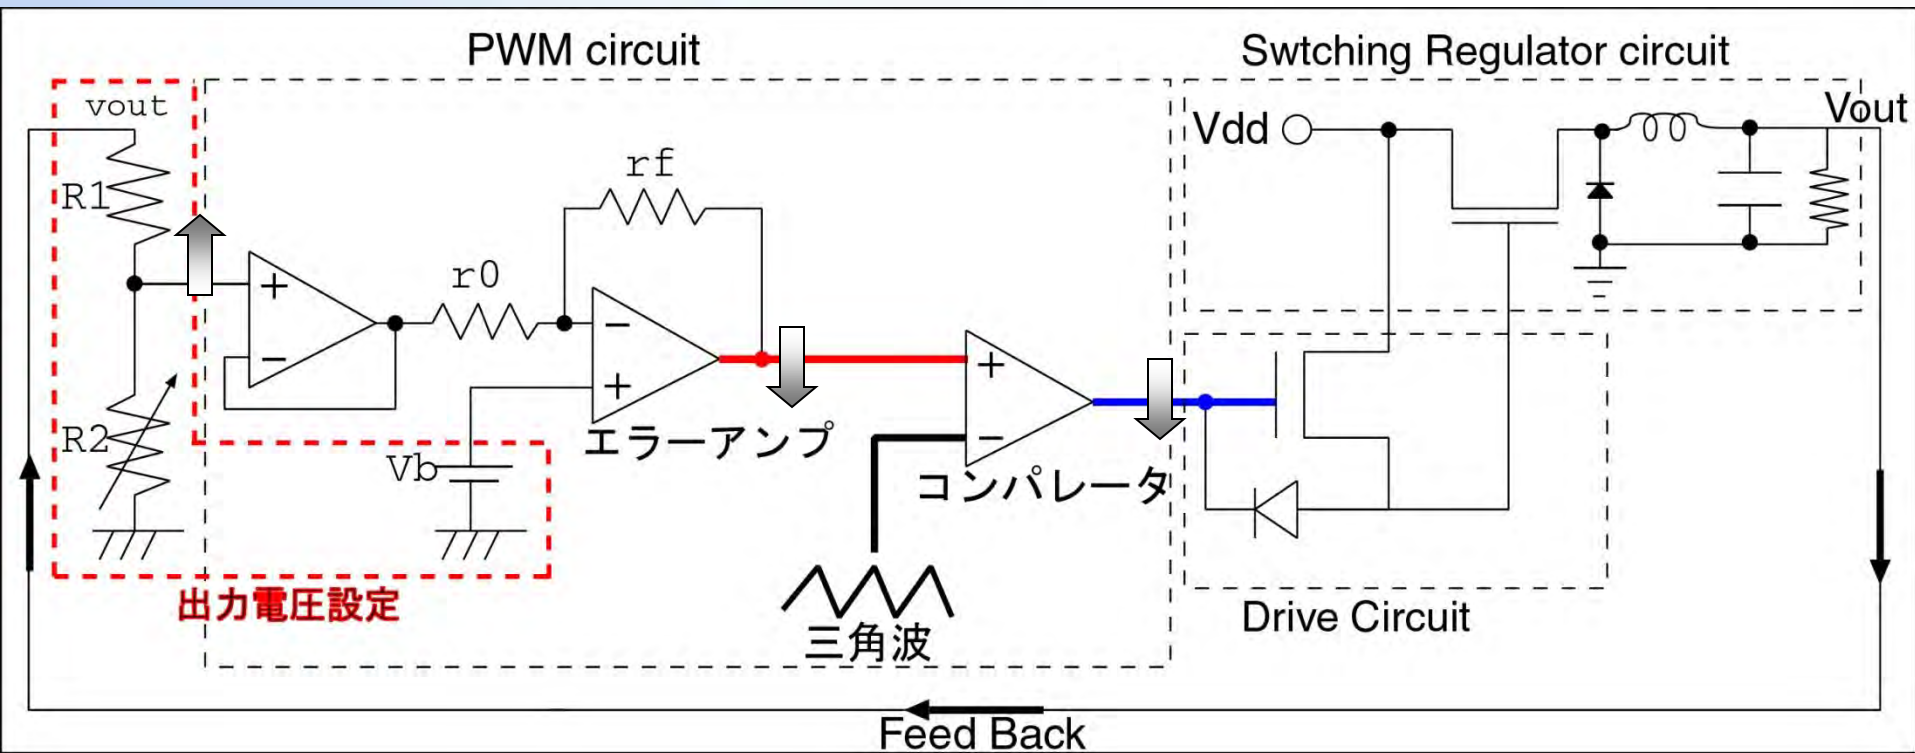 PWM circuit
Swtching Regulator circuit
vout
Vdd
Vout
R1
rf
r0
+
−
−
+
エラーアンプ
R2
Vb
+
−
コンパレータ
出力電圧設定
三角波
Drive Circuit
Feed Back